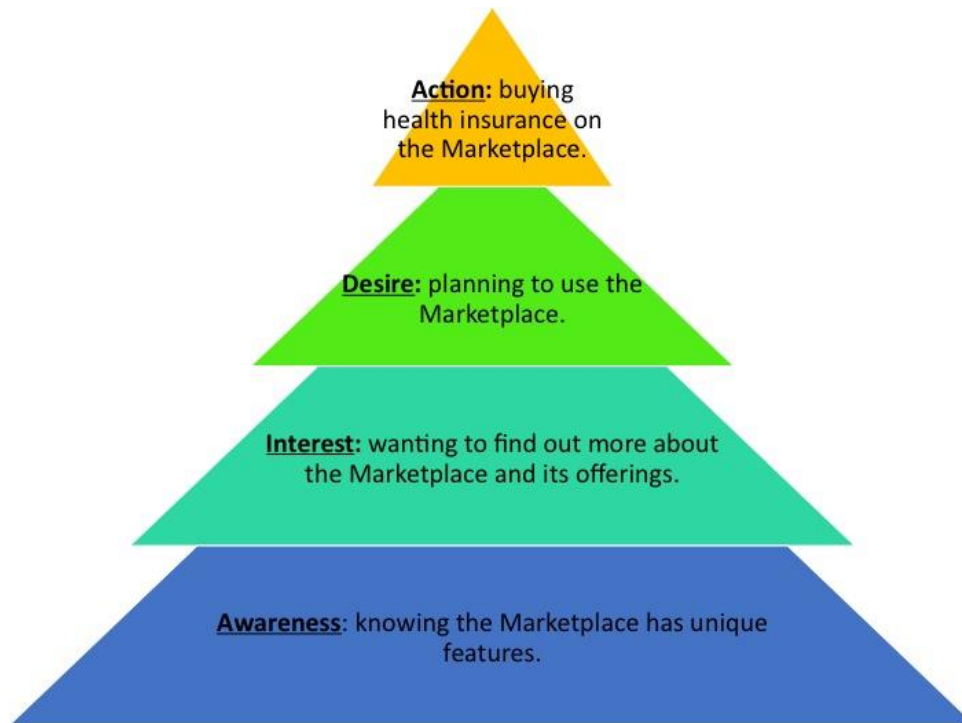 Action: buying
health insurance on
the Marketplace.
Desire: planning to use the
Marketplace.
Interest: wanting to find out more about
the Marketplace and its offerings.
Awareness: knowing the Marketplace has unique
features.